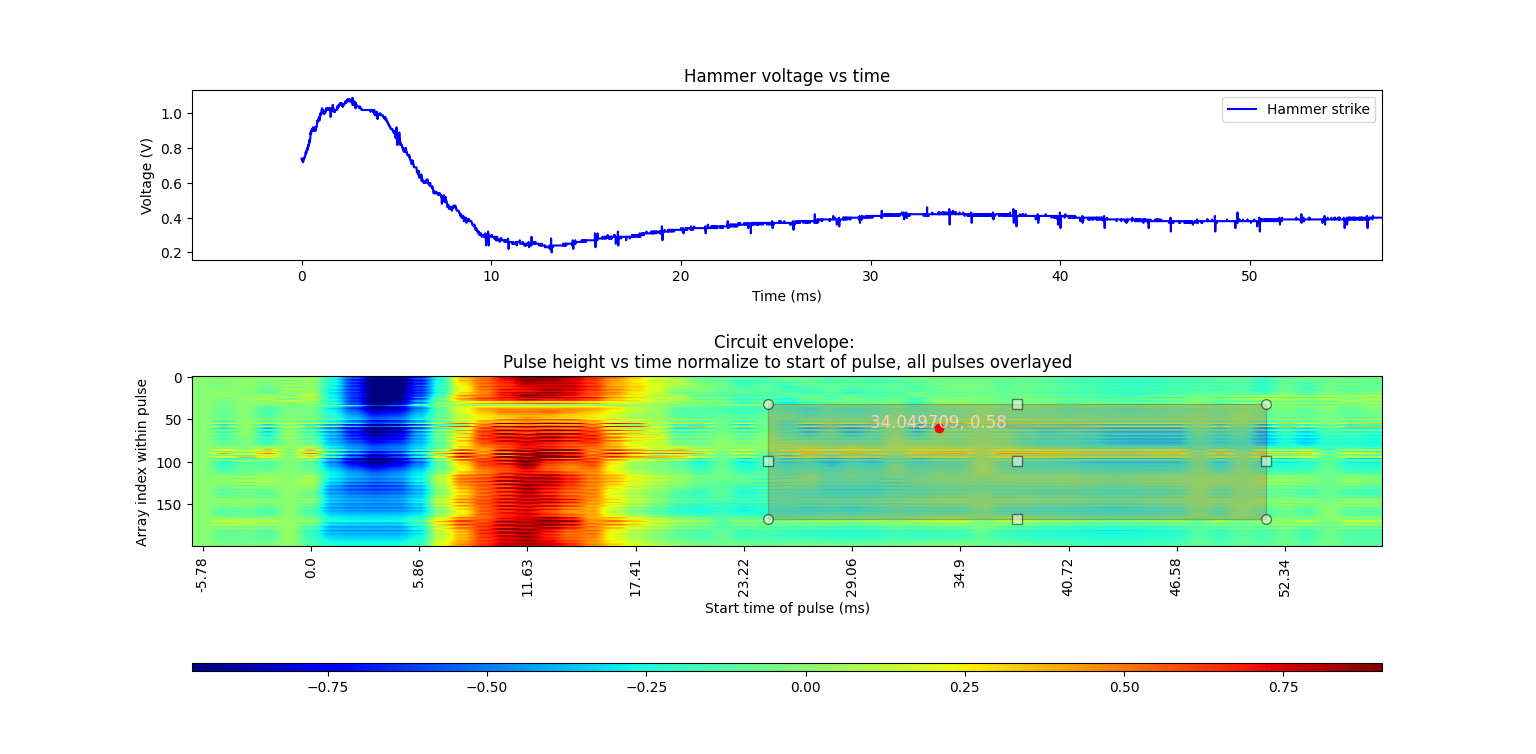 Hammer voltage vs time
Hammer strike
Voltage (V)
1.0
0.8
0.6
0.4
0.2
0 10 20 30 40 50
Time (ms)
Circuit envelope:
Pulse height vs time normalize to start of pulse, all pulses overlayed
Array index within pulse
0
50
100
150
34.049709, 0.58
-5.78 0.0 5.86 11.63 17.41 23.22 29.06 34.9 40.72 46.58 52.34
Start time of pulse (ms)
−0.75 −0.50 −0.25 0.00 0.25 0.50 0.75